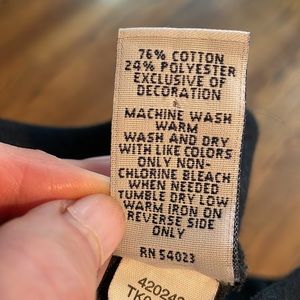 76% COTTON
24% POLYESTER
EXCLUSIVE OF
DECORATION
MACHINE WASH
WARM
WASH AND DRY
WITH LIKE COLORS
ONLY NON-
CHLORINE BLEACH
WHEN NEEDED
TUMBLE DRY LOW
WARM IRON ON
REVERSE SIDE
ONLY
RN 54023